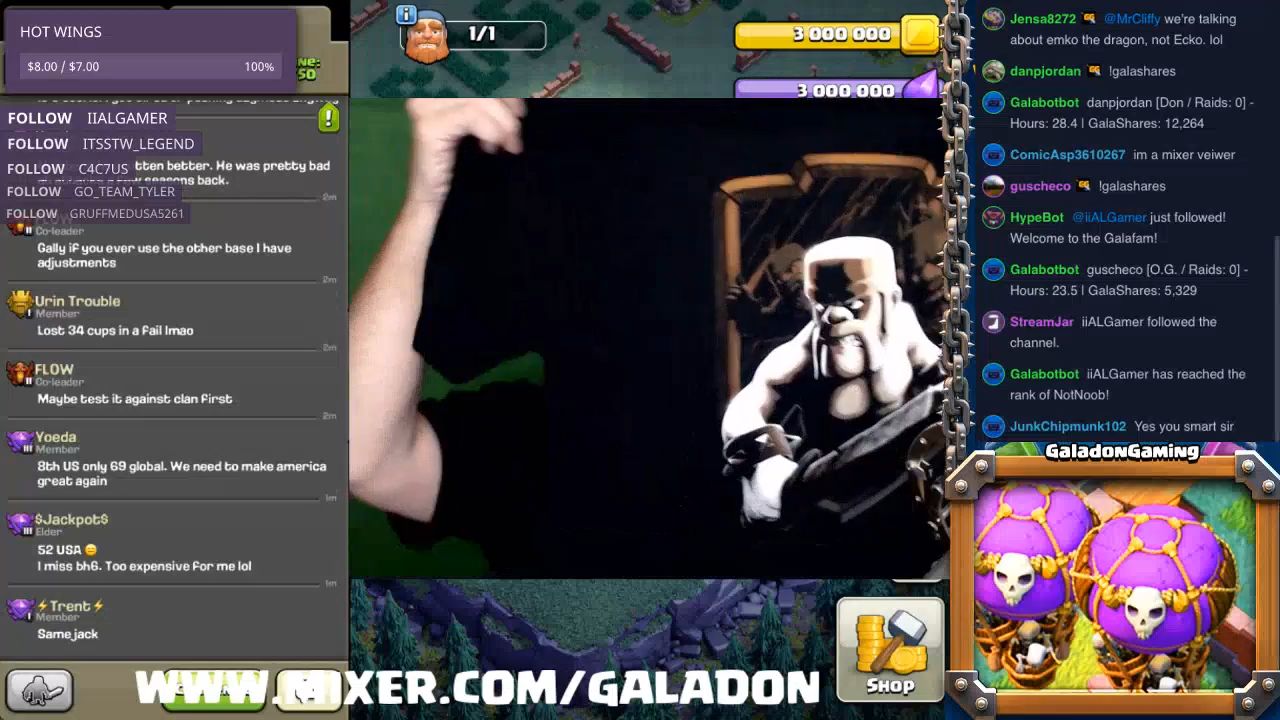 HOT WINGS
$8.00 / $7.00
100%
FOLLOW IIALGAMER
FOLLOW ITSSTW_LEGEND
FOLLOW C4C7US
FOLLOW GO_TEAM_TYLER
FOLLOW GRUFFMEDUSA5261
tten better. He was pretty bad
seasons back.
2m
Co-leader
Gally if you ever use the other base I have
adjustments
2m
Urin Trouble
Member
Lost 34 cups in a fail lmao
2m
FLOW
Co-leader
Maybe test it against clan first
2m
Yoeda
Member
8th US only 69 global. We need to make america
great again
1m
$Jackpot$
Elder
52 USA 😊
I miss bh6. Too expensive for me lol
1m
⚡Trent⚡
Member
Same jack
1/1
3 000 000
3 000 000
Shop
WWW.MIXER.COM/GALADON
Jensa8272 @MrCliffy we're talking
about emko the dragon, not Ecko. lol
danpjordan !galashares
Galabotbot danpjordan [Don / Raids: 0] -
Hours: 28.4 | GalaShares: 12,264
ComicAsp3610267 im a mixer veiwer
guscheco !galashares
HypeBot @iiALGamer just followed!
Welcome to the Galafam!
Galabotbot guscheco [O.G. / Raids: 0] -
Hours: 23.5 | GalaShares: 5,329
StreamJar iiALGamer followed the
channel.
Galabotbot iiALGamer has reached the
rank of NotNoob!
JunkChipmunk102 Yes you smart sir
GaladonGaming